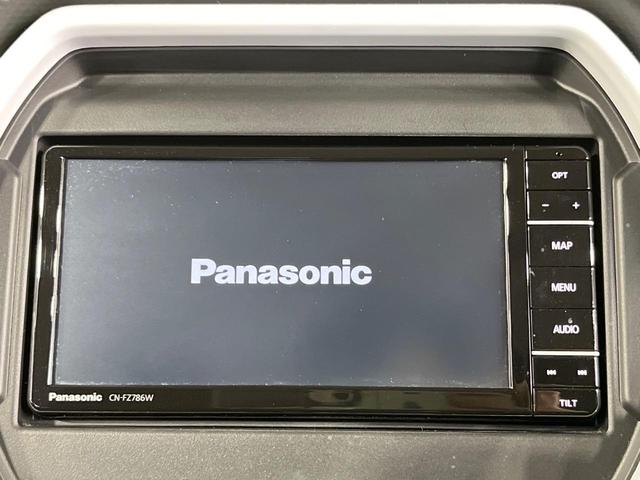 Panasonic
OPT
− +
MAP
MENU
AUDIO
⏮ ⏭
TILT
Panasonic CN-FZ786W